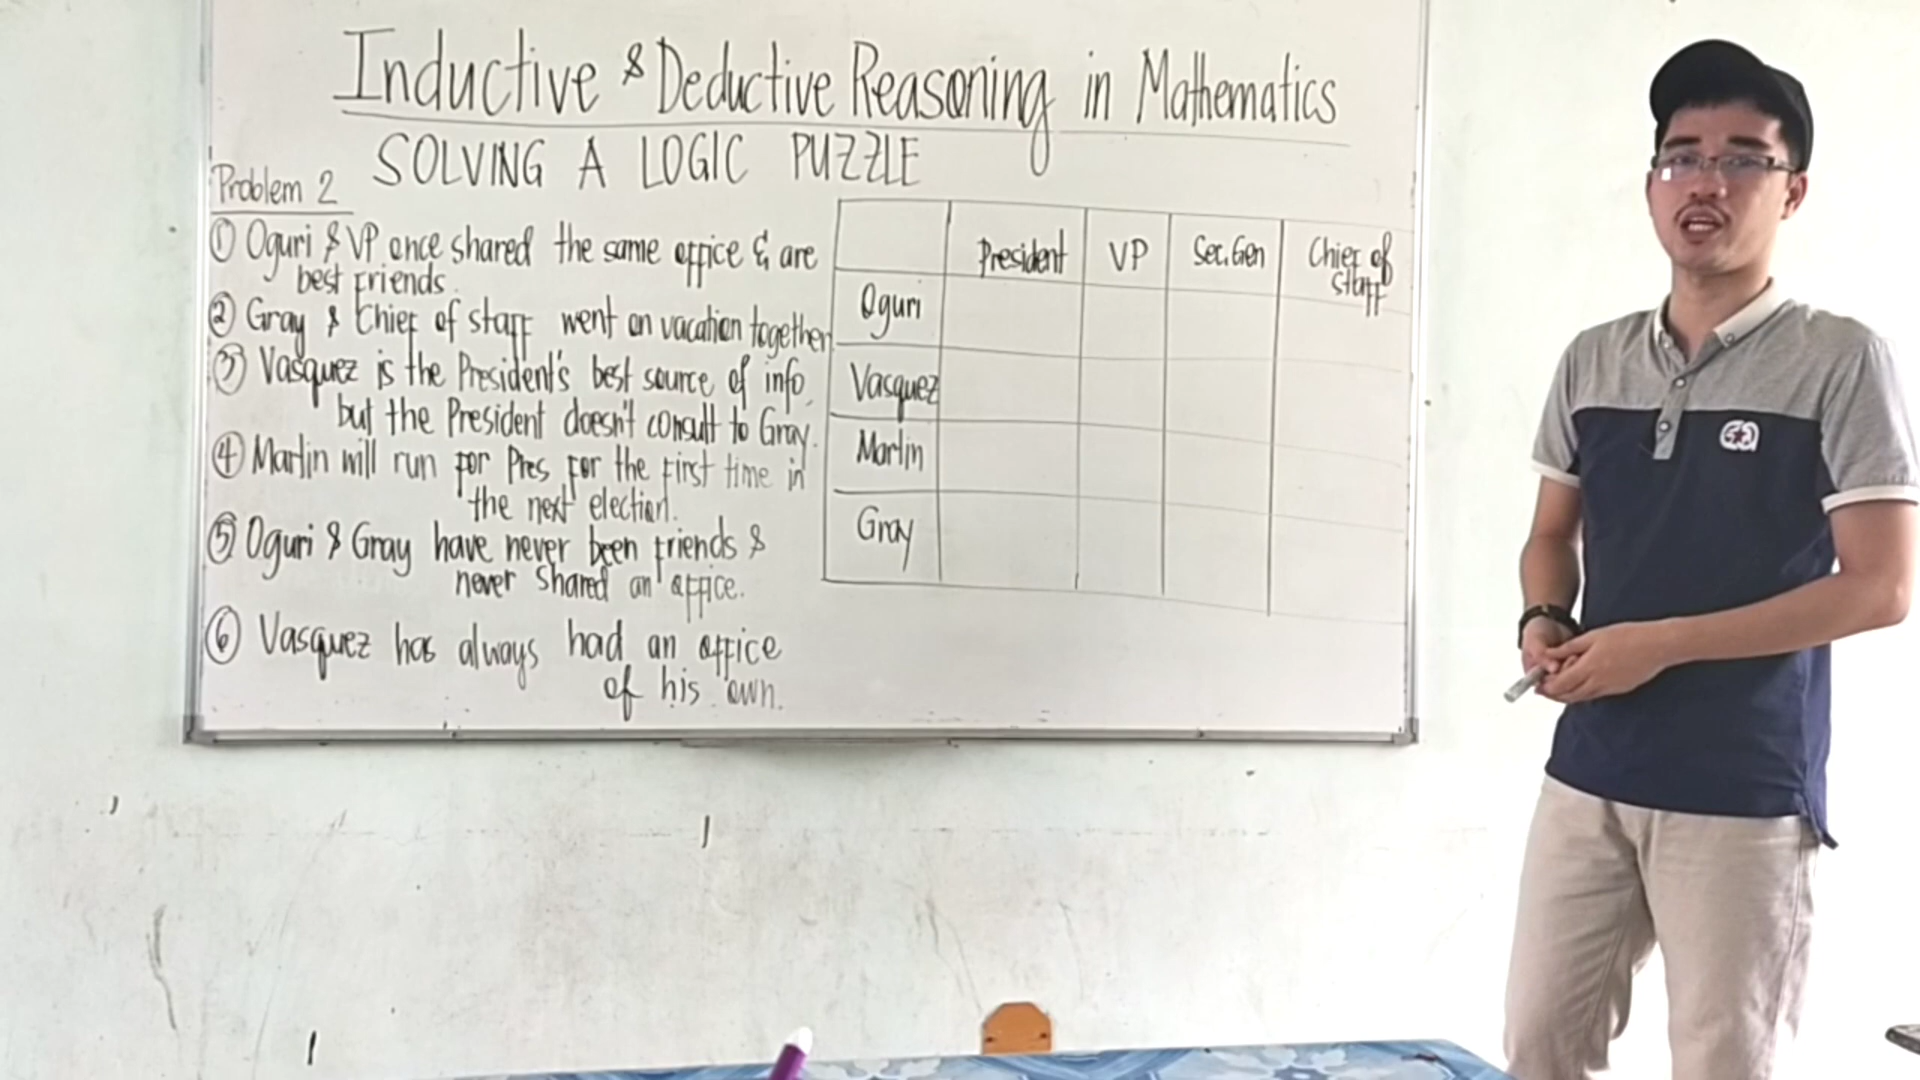 Inductive & Deductive Reasoning in Mathematics
SOLVING A LOGIC PUZZLE
Problem 2
① Oguri & VP once shared the same office & are
best friends.
② Gray & Chief of staff went on vacation together
③ Vasquez is the President's best source of info,
but the President doesn't consult to Gray.
④ Martin will run for Pres for the first time in
the next election.
⑤ Oguri & Gray have never been friends &
never shared an office.
⑥ Vasquez has always had an office
of his own.
President VP Sec.Gen Chief of
staff
Oguri
Vasquez
Martin
Gray